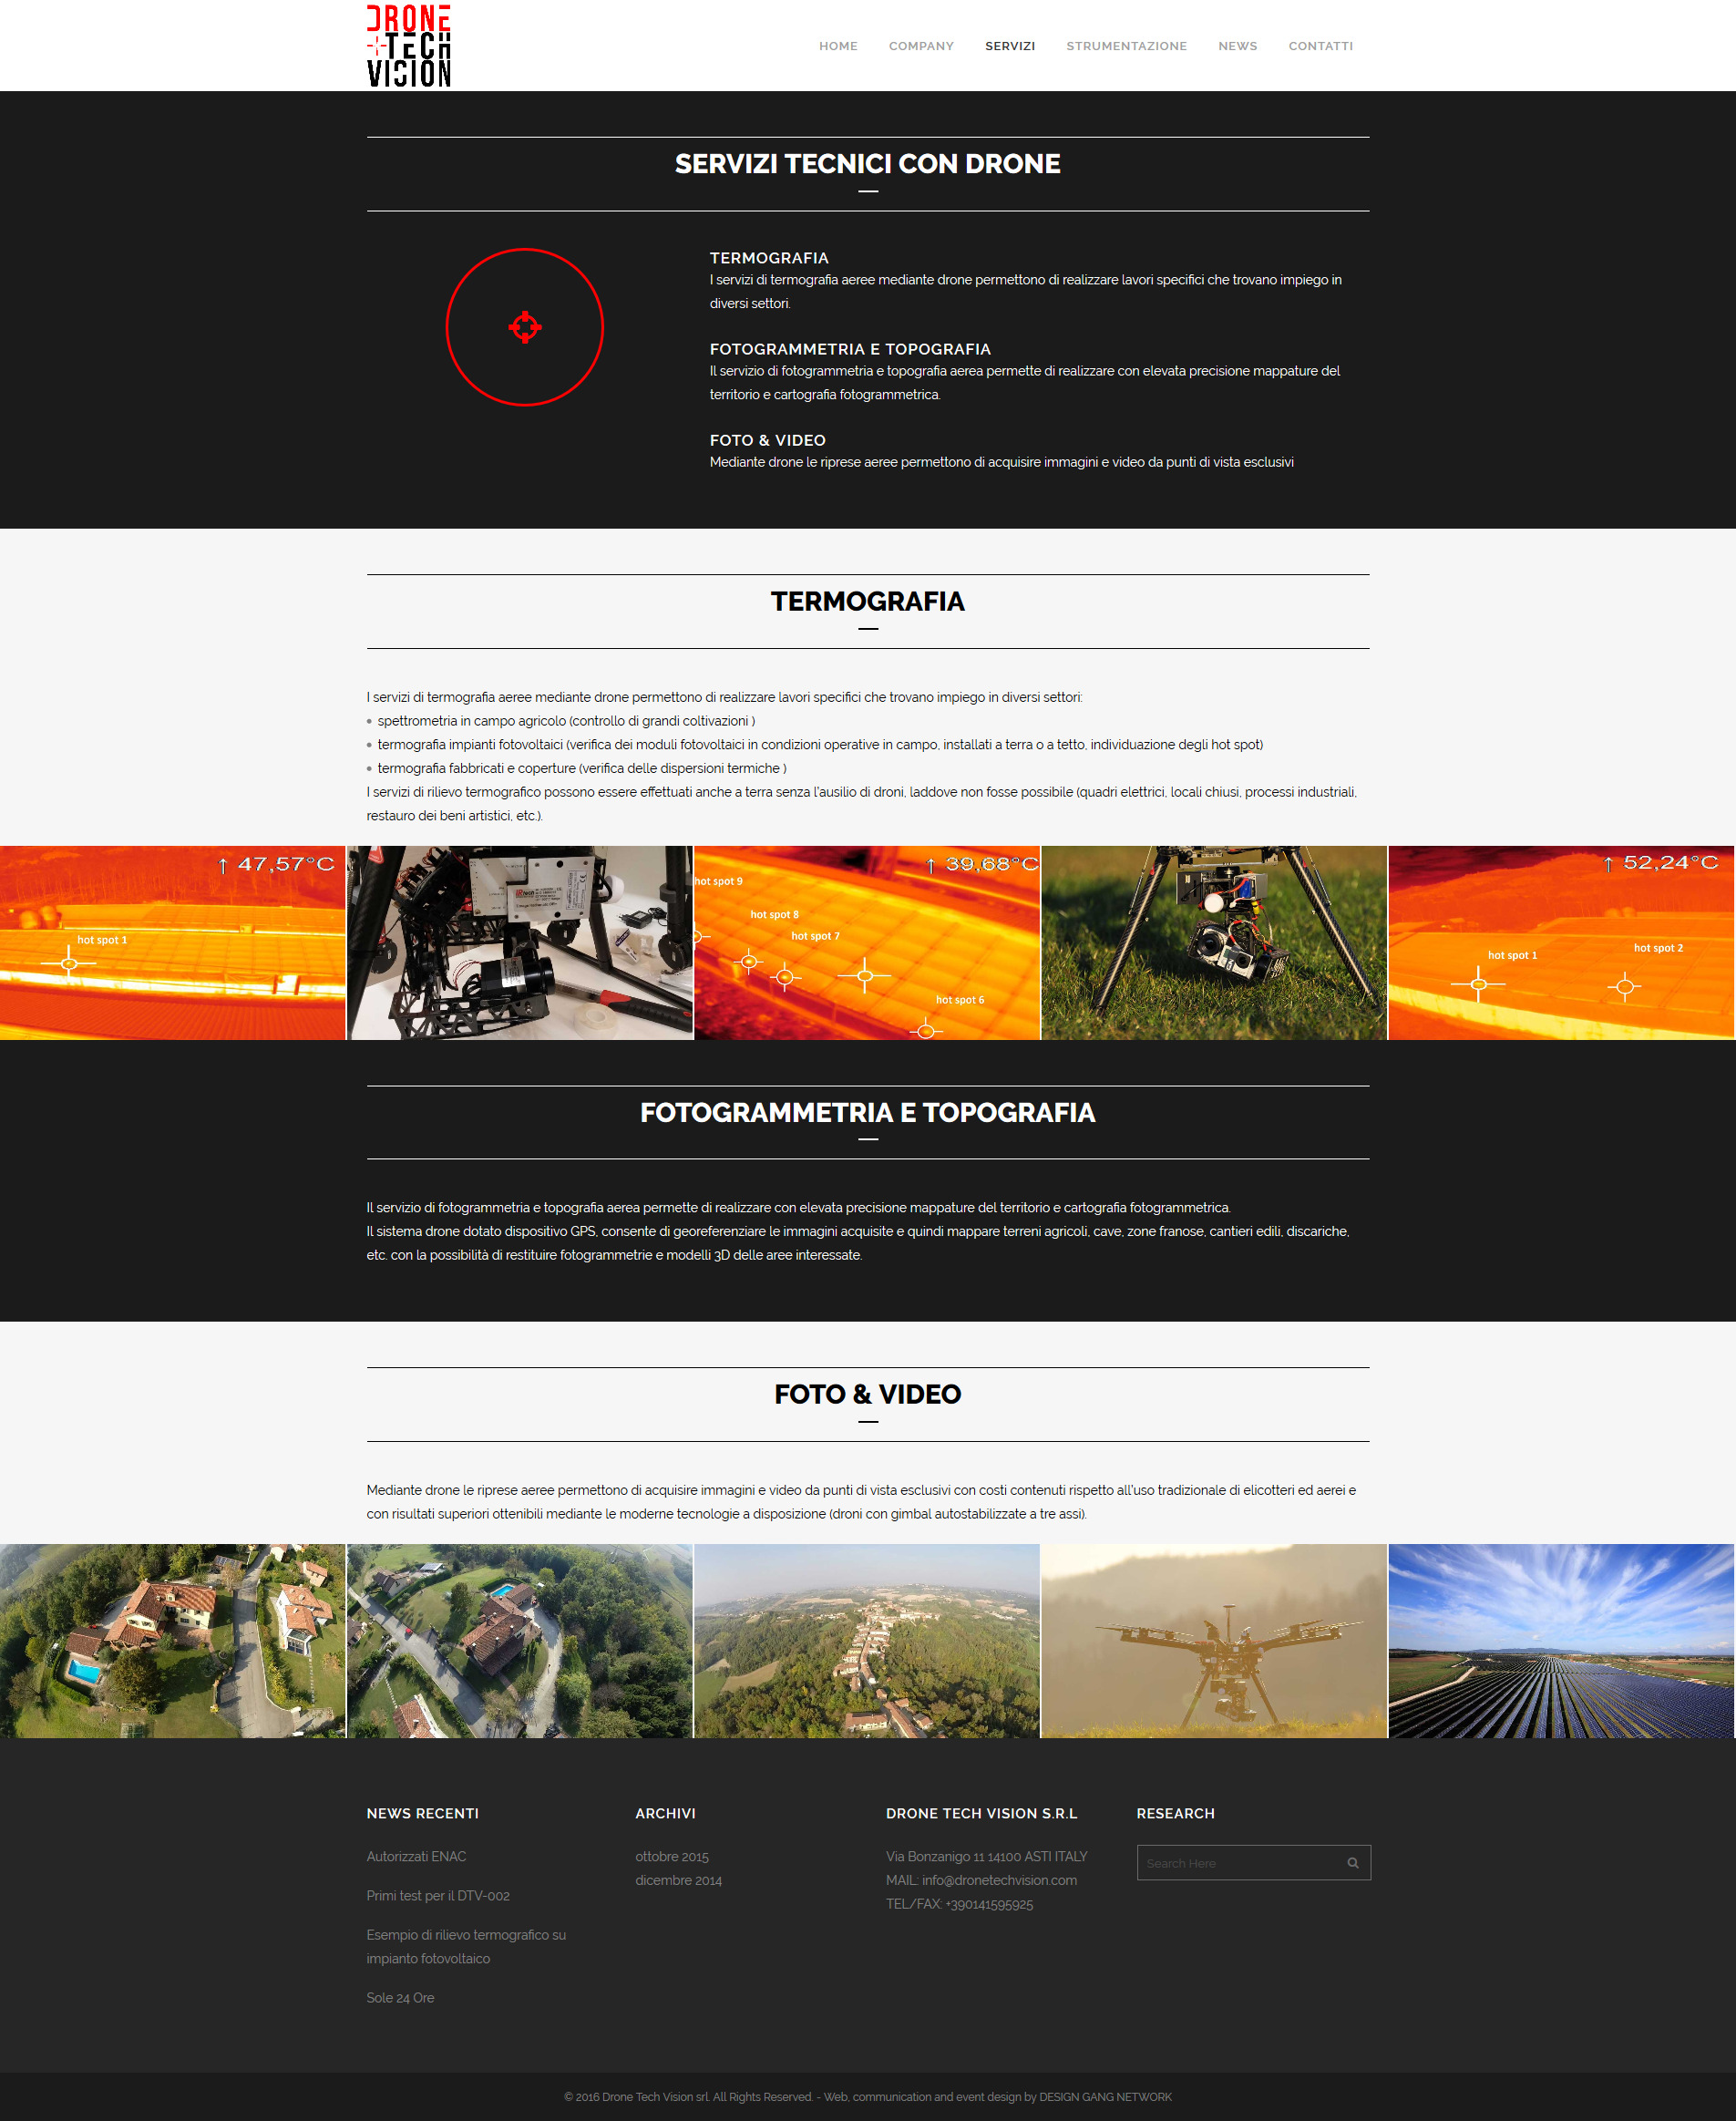 DRONE
TECH
VISION
HOME COMPANY SERVIZI STRUMENTAZIONE NEWS CONTATTI
SERVIZI TECNICI CON DRONE
TERMOGRAFIA
I servizi di termografia aeree mediante drone permettono di realizzare lavori specifici che trovano impiego in
diversi settori.
FOTOGRAMMETRIA E TOPOGRAFIA
Il servizio di fotogrammetria e topografia aerea permette di realizzare con elevata precisione mappature del
territorio e cartografia fotogrammetrica.
FOTO & VIDEO
Mediante drone le riprese aeree permettono di acquisire immagini e video da punti di vista esclusivi
TERMOGRAFIA
I servizi di termografia aeree mediante drone permettono di realizzare lavori specifici che trovano impiego in diversi settori:
spettrometria in campo agricolo (controllo di grandi coltivazioni )
termografia impianti fotovoltaici (verifica dei moduli fotovoltaici in condizioni operative in campo, installati a terra o a tetto, individuazione degli hot spot)
termografia fabbricati e coperture (verifica delle dispersioni termiche )
I servizi di rilievo termografico possono essere effettuati anche a terra senza l'ausilio di droni, laddove non fosse possibile (quadri elettrici, locali chiusi, processi industriali,
restauro dei beni artistici, etc.).
↑ 47,57°C
hot spot 1
↑ 39,68°C
hot spot 9
hot spot 8
hot spot 7
hot spot 6
↑ 52,24°C
hot spot 1
hot spot 2
FOTOGRAMMETRIA E TOPOGRAFIA
Il servizio di fotogrammetria e topografia aerea permette di realizzare con elevata precisione mappature del territorio e cartografia fotogrammetrica.
Il sistema drone dotato dispositivo GPS, consente di georeferenziare le immagini acquisite e quindi mappare terreni agricoli, cave, zone franose, cantieri edili, discariche,
etc. con la possibilità di restituire fotogrammetrie e modelli 3D delle aree interessate.
FOTO & VIDEO
Mediante drone le riprese aeree permettono di acquisire immagini e video da punti di vista esclusivi con costi contenuti rispetto all'uso tradizionale di elicotteri ed aerei e
con risultati superiori ottenibili mediante le moderne tecnologie a disposizione (droni con gimbal autostabilizzate a tre assi).
NEWS RECENTI
Autorizzati ENAC
Primi test per il DTV-002
Esempio di rilievo termografico su
impianto fotovoltaico
Sole 24 Ore
ARCHIVI
ottobre 2015
dicembre 2014
DRONE TECH VISION S.R.L
Via Bonzanigo 11 14100 ASTI ITALY
MAIL: info@dronetechvision.com
TEL/FAX: +390141595925
RESEARCH
Search Here
© 2016 Drone Tech Vision srl. All Rights Reserved. - Web, communication and event design by DESIGN GANG NETWORK